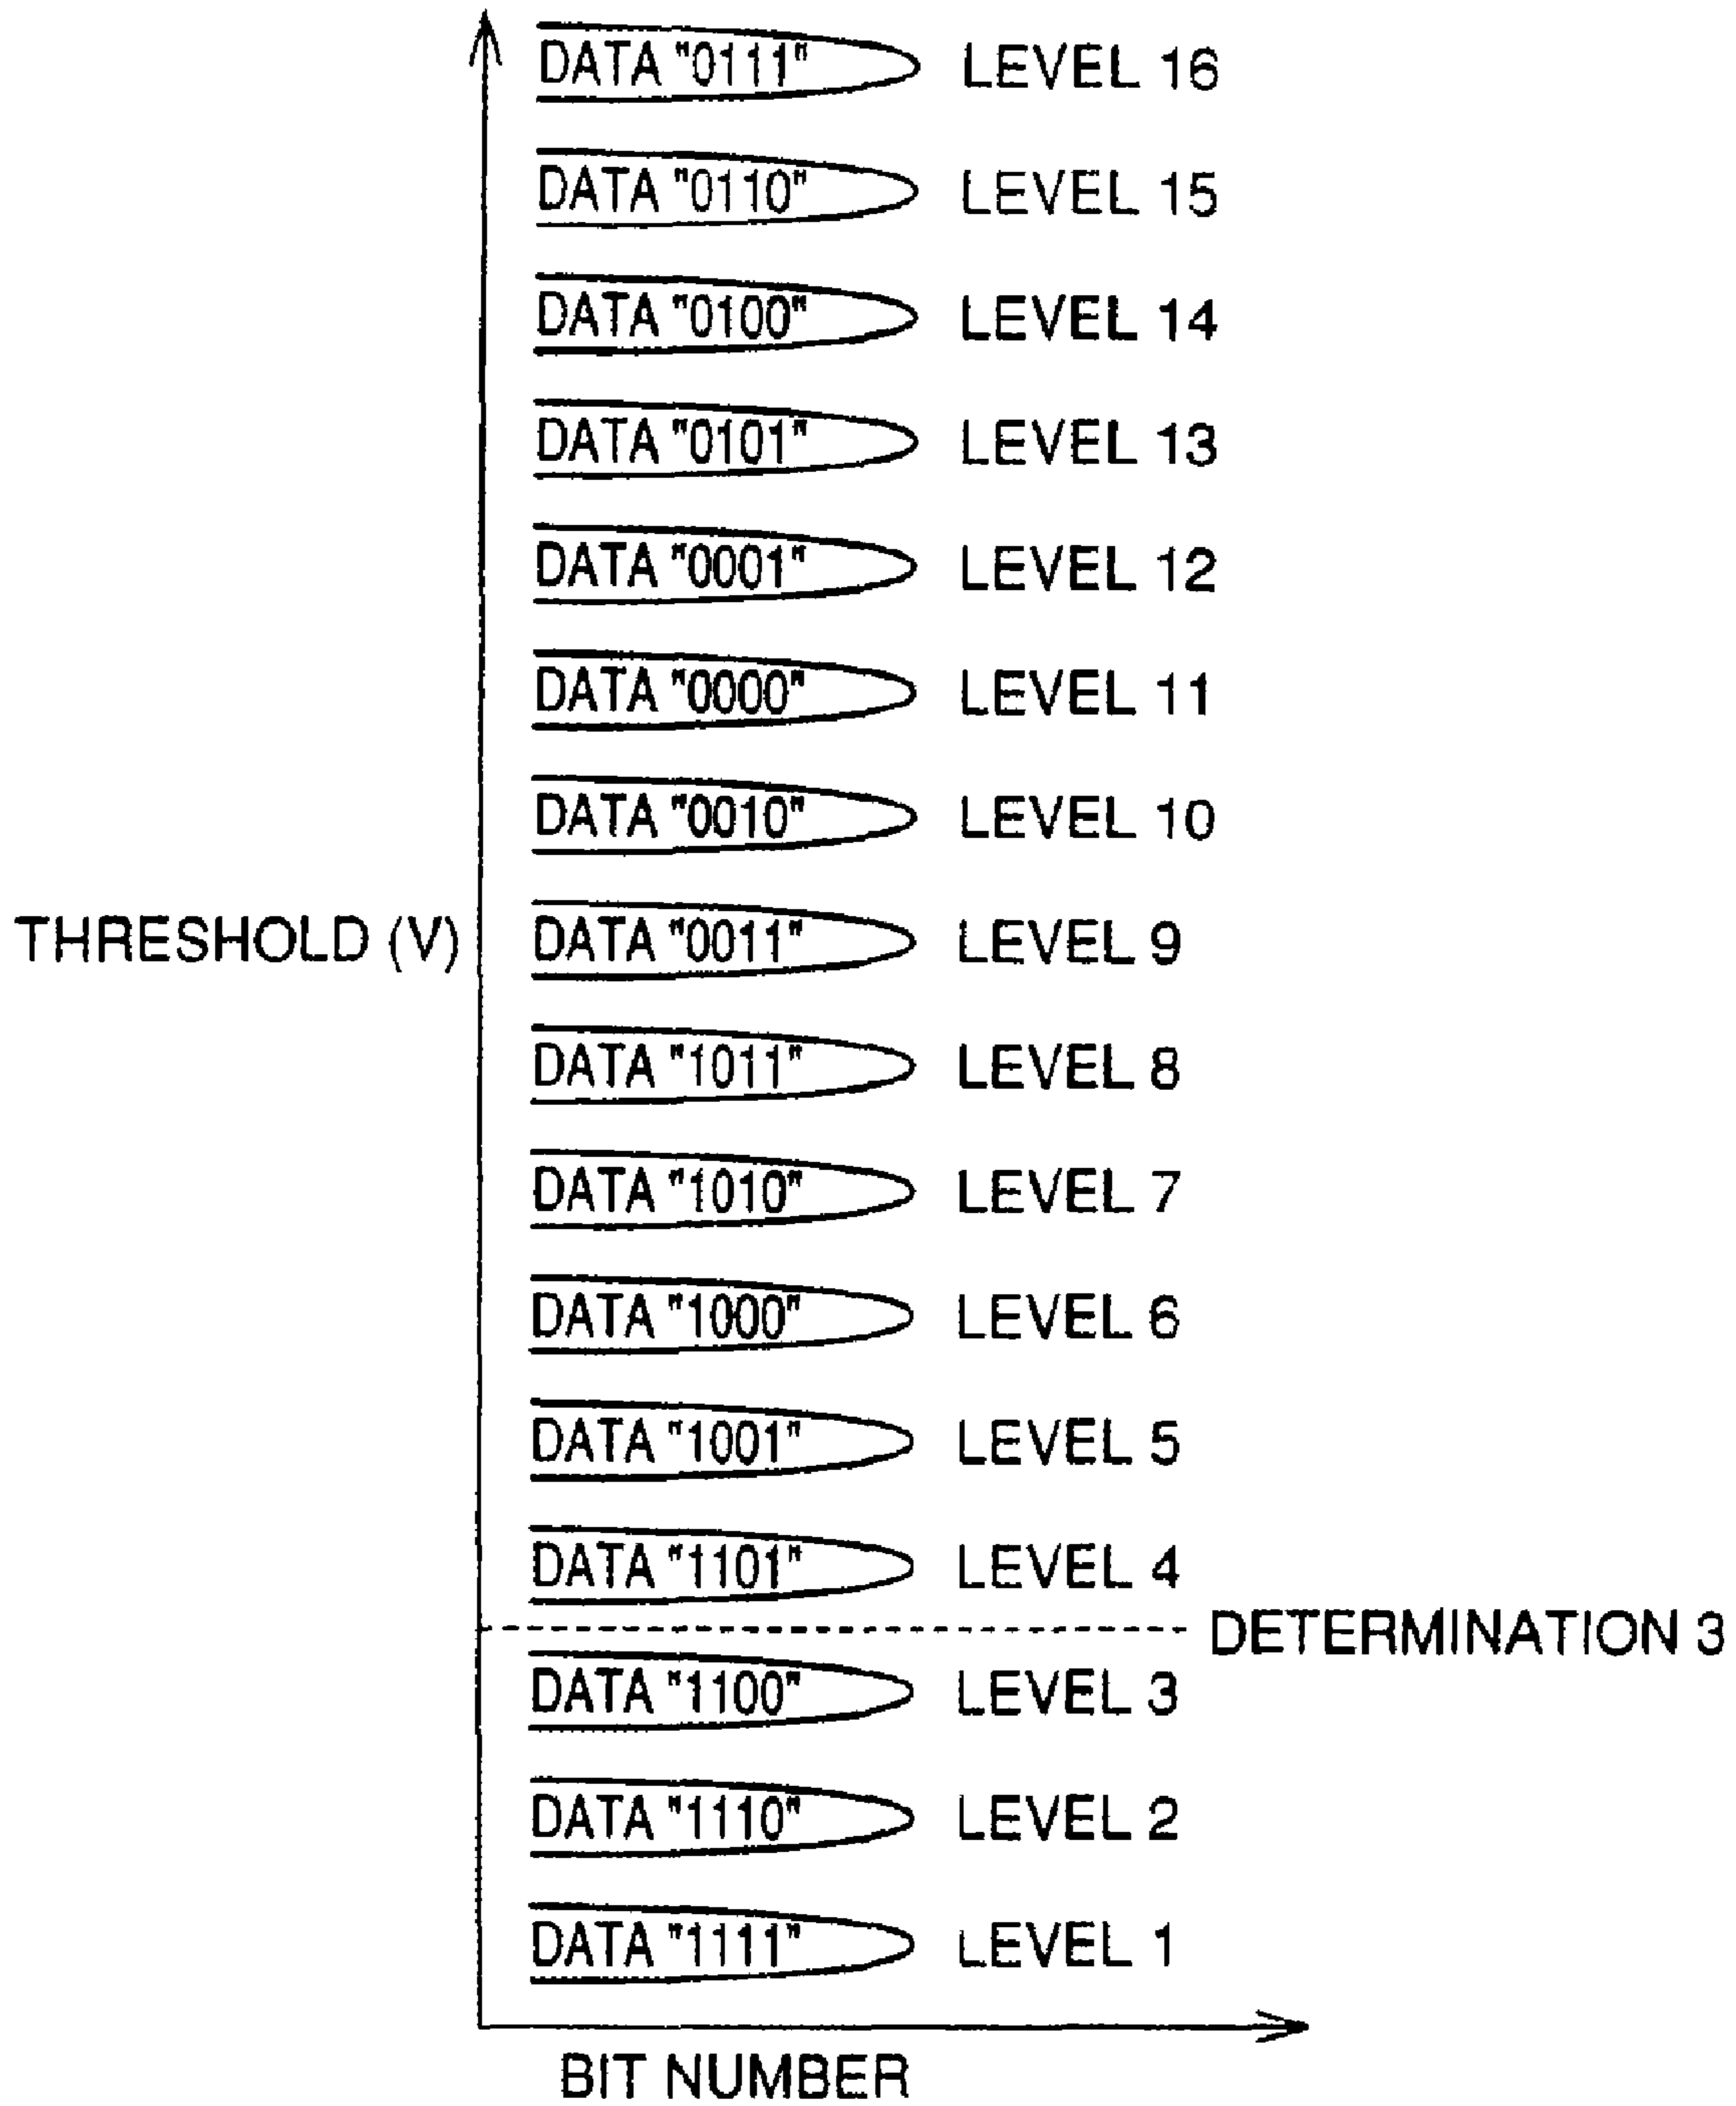 DATA "0111" LEVEL 16
DATA "0110" LEVEL 15
DATA "0100" LEVEL 14
DATA "0101" LEVEL 13
DATA "0001" LEVEL 12
DATA "0000" LEVEL 11
DATA "0010" LEVEL 10
THRESHOLD (V) DATA "0011" LEVEL 9
DATA "1011" LEVEL 8
DATA "1010" LEVEL 7
DATA "1000" LEVEL 6
DATA "1001" LEVEL 5
DATA "1101" LEVEL 4
DETERMINATION 3
DATA "1100" LEVEL 3
DATA "1110" LEVEL 2
DATA "1111" LEVEL 1
BIT NUMBER